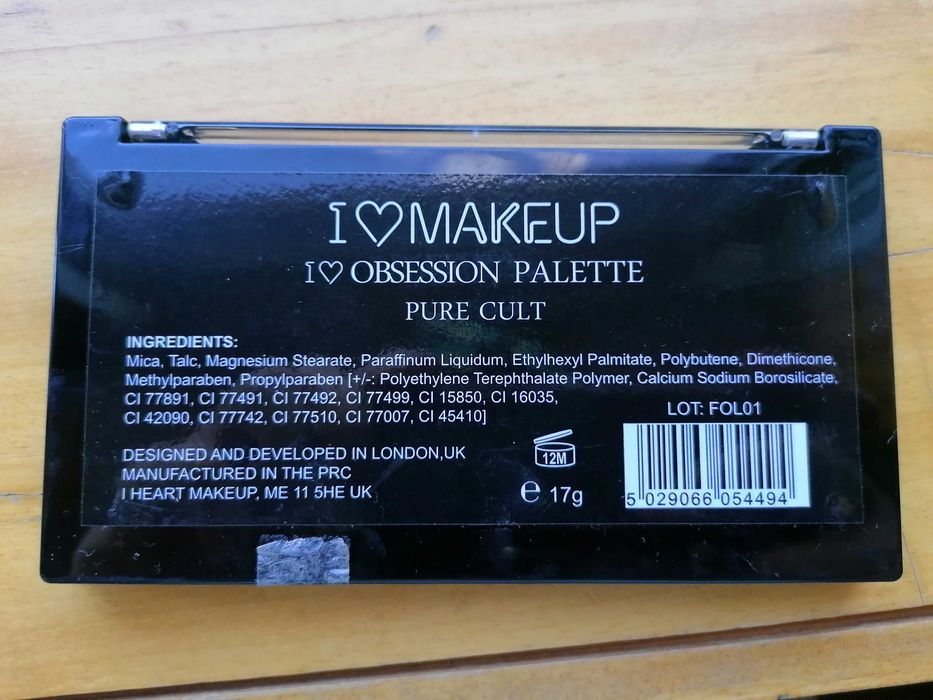 I ♡ MAKEUP
I ♡ OBSESSION PALETTE
PURE CULT
INGREDIENTS:
Mica, Talc, Magnesium Stearate, Paraffinum Liquidum, Ethylhexyl Palmitate, Polybutene, Dimethicone,
Methylparaben, Propylparaben [+/-: Polyethylene Terephthalate Polymer, Calcium Sodium Borosilicate,
CI 77891, CI 77491, CI 77492, CI 77499, CI 15850, CI 16035,
CI 42090, CI 77742, CI 77510, CI 77007, CI 45410]
LOT: FOL01
DESIGNED AND DEVELOPED IN LONDON,UK
MANUFACTURED IN THE PRC
I HEART MAKEUP, ME 11 5HE UK
12M
e 17g
5 029066 054494